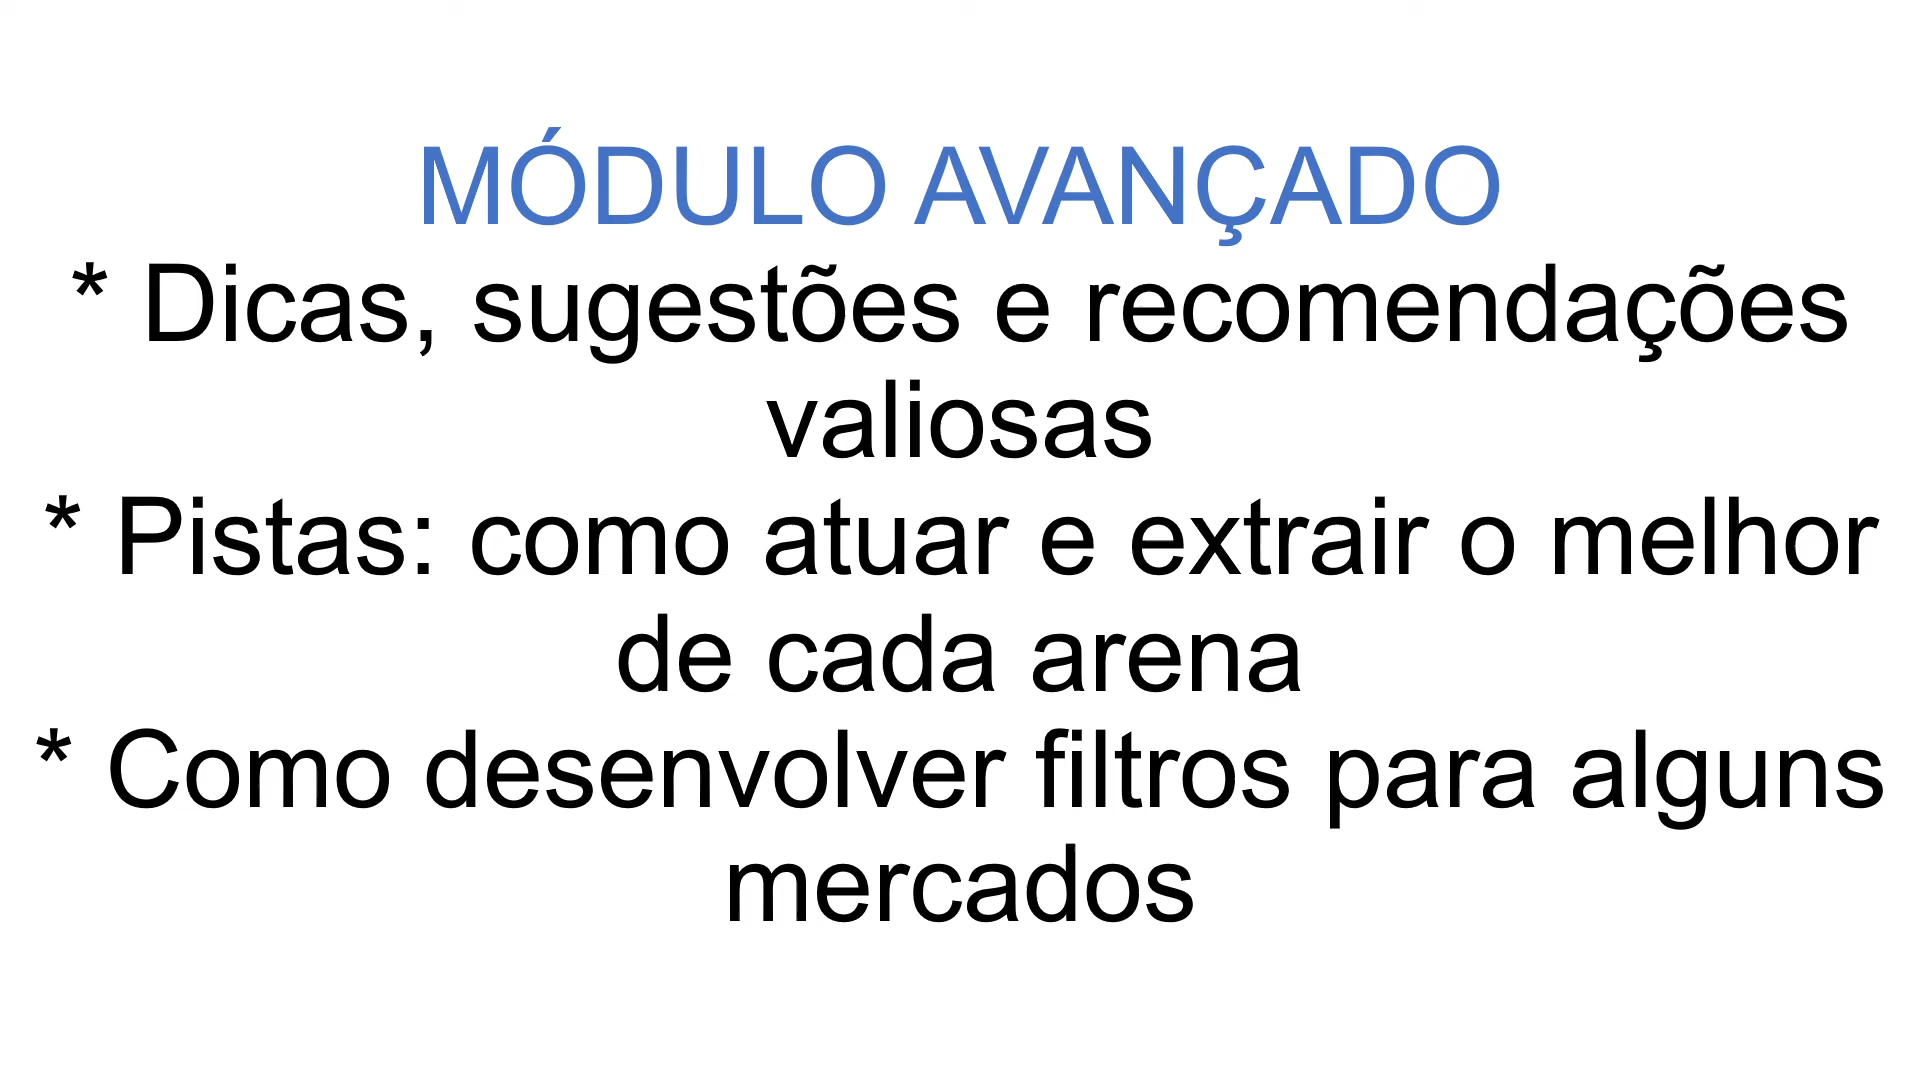 MÓDULO AVANÇADO
* Dicas, sugestões e recomendações
valiosas
* Pistas: como atuar e extrair o melhor
de cada arena
* Como desenvolver filtros para alguns
mercados